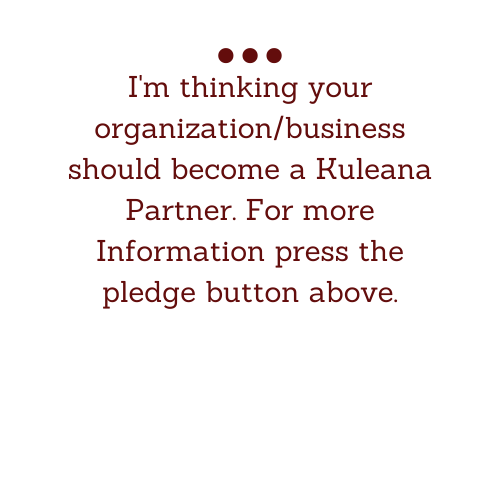 I'm thinking your
organization/business
should become a Kuleana
Partner. For more
Information press the
pledge button above.